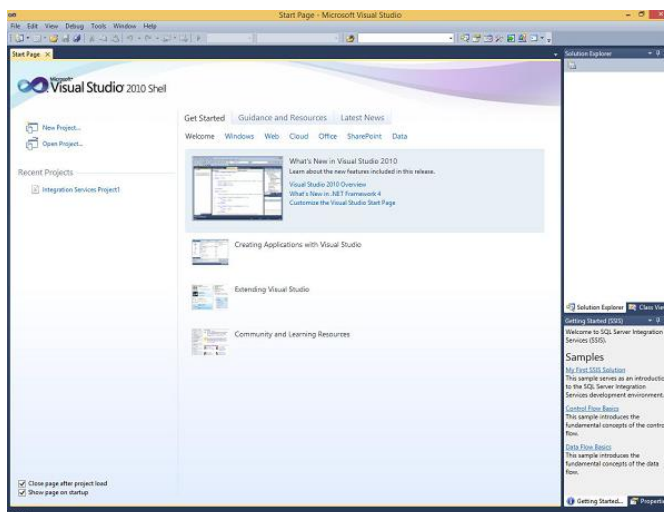 Start Page - Microsoft Visual Studio
File Edit View Debug Tools Window Help
Start Page
Microsoft
Visual Studio 2010 Shell
New Project...
Open Project...
Recent Projects
Integration Services Project1
Get Started Guidance and Resources Latest News
Welcome Windows Web Cloud Office SharePoint Data
What's New in Visual Studio 2010
Learn about the new features included in this release.
Visual Studio 2010 Overview
What's New in .NET Framework 4
Customize the Visual Studio Start Page
Creating Applications with Visual Studio
Extending Visual Studio
Community and Learning Resources
Close page after project load
Show page on startup
Solution Explorer
Solution Explorer Class View
Getting Started (SSIS)
Welcome to SQL Server Integration
Services (SSIS).
Samples
My First SSIS Solution
This sample serves as an introductio
to the SQL Server Integration
Services development environment.
Control Flow Basics
This sample introduces the
fundamental concepts of the contro
flow.
Data Flow Basics
This sample introduces the
fundamental concepts of the data
flow.
Getting Started... Properti